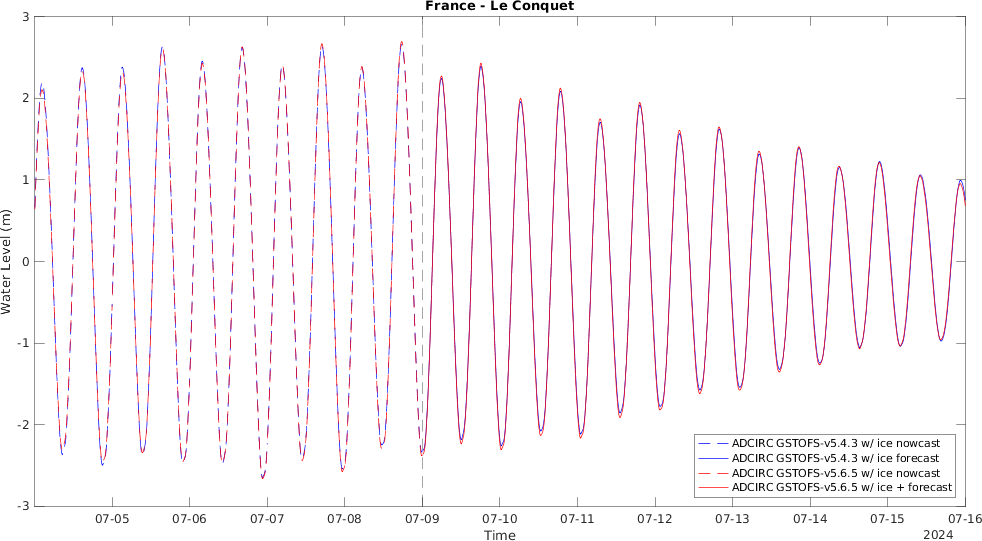 France - Le Conquet
3
2
1
0
-1
-2
-3
Water Level (m)
ADCIRC GSTOFS-v5.4.3 w/ ice nowcast
ADCIRC GSTOFS-v5.4.3 w/ ice forecast
ADCIRC GSTOFS-v5.6.5 w/ ice nowcast
ADCIRC GSTOFS-v5.6.5 w/ ice + forecast
07-05 07-06 07-07 07-08 07-09 07-10 07-11 07-12 07-13 07-14 07-15 07-16
Time
2024